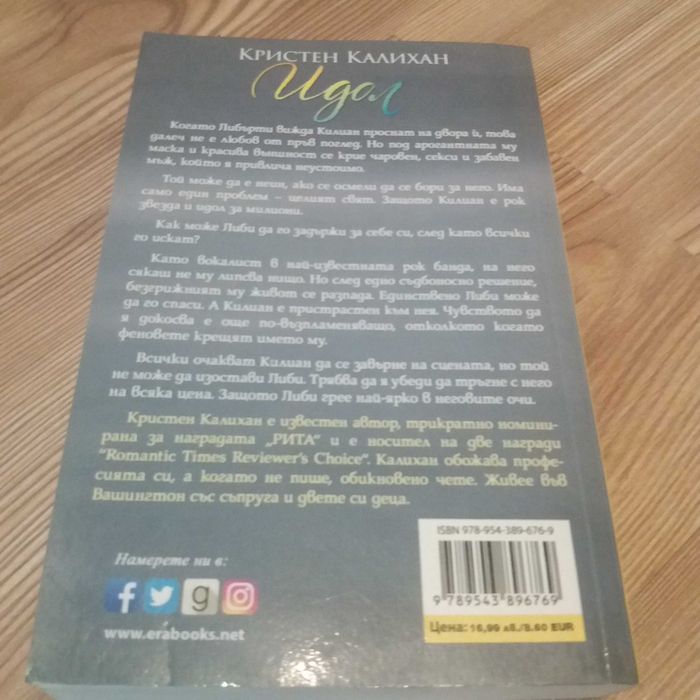 Кристен Калихан
Идол
Когато Либърти вижда Килиан проснат на двора ѝ, това
далеч не е любов от пръв поглед. Но под арогантната му
маска и красива външност се крие чаровен, секси и забавен
мъж, който я привлича неустоимо.
Той може да е неин, ако се осмели да се бори за него. Има
само един проблем – целият свят. Защото Килиан е рок
звезда и идол за милиони.
Как може Либи да го задържи за себе си, след като всички
го искат?
Като вокалист в най-известната рок банда, на него
сякаш не му липсва нищо. Но след едно съдбоносно решение,
безгрижният му живот се разпада. Единствено Либи може
да го спаси. А Килиан е пристрастен към нея. Чувството да
я докосва е още по-възпламеняващо, отколкото когато
феновете крещят името му.
Всички очакват Килиан да се завърне на сцената, но той
не може да изостави Либи. Трябва да я убеди да тръгне с него
на всяка цена. Защото Либи грее най-ярко в неговите очи.
Кристен Калихан е известен автор, трикратно номини-
рана за наградата „РИТА“ и е носител на две награди
“Romantic Times Reviewer’s Choice”. Калихан обожава профе-
сията си, а когато не пише, обикновено чете. Живее във
Вашингтон със съпруга и двете си деца.
Намерете ни в:
f g
www.erabooks.net
ISBN 978-954-389-676-9
9 789543 896769
Цена: 16,99 лв./8.60 EUR